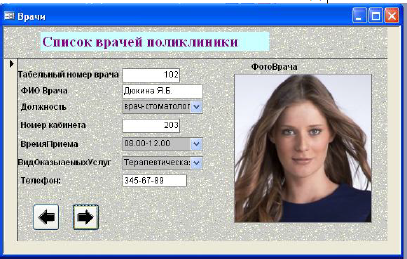 Врачи
Список врачей поликлиники
Табельный номер врача 102
ФИО Врача Дюкина Я.Б.
Должность врач-стоматолог
Номер кабинета 203
ВремяПриема 08.00-12.00
ВидОказываемыхУслуг Терапевтическа
Телефон: 345-67-89
ФотоВрача